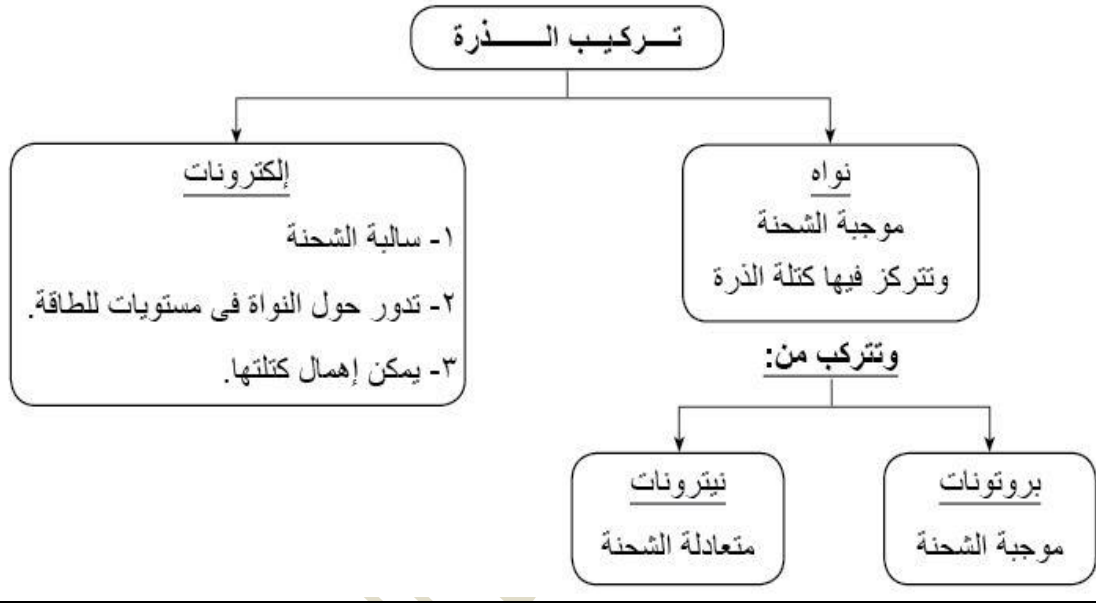 تـــركيــب الـــــذرة
نواه
موجبة الشحنة
وتتركز فيها كتلة الذرة
إلكترونات
١- سالبة الشحنة
٢- تدور حول النواة فى مستويات للطاقة.
٣- يمكن إهمال كتلتها.
وتتركب من:
بروتونات
موجبة الشحنة
نيترونات
متعادلة الشحنة